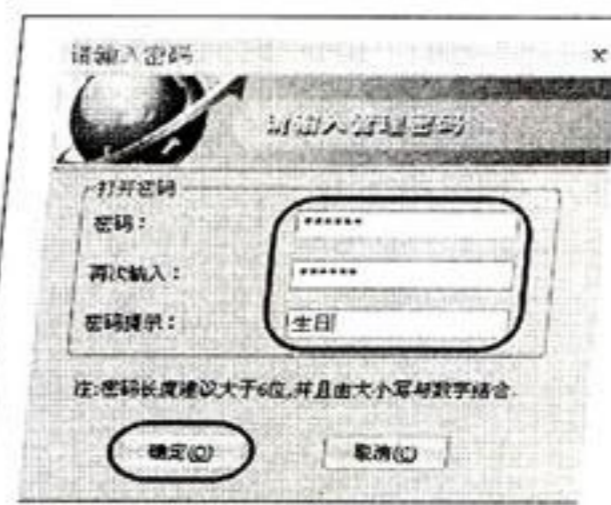 请输入密码 ×
请输入管理密码
打开密码
密码： ******
再次输入： ******
密码提示： 生日
注:密码长度建议大于6位,并且由大小写与数字结合.
确定(O) 取消(C)